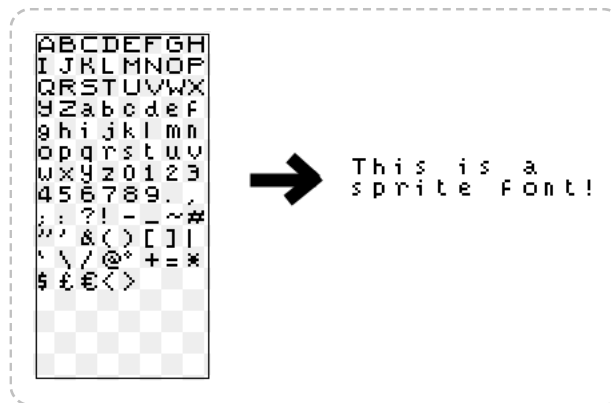 ABCDEFGH
IJKLMNOP
QRSTUVWX
YZabcdef
ghijklmn
opqrstuv
wxyz0123
456789.,
;:?!-_~#
"'&()[]|
`\/@°+=*
$£€<>
This is a
sprite font!